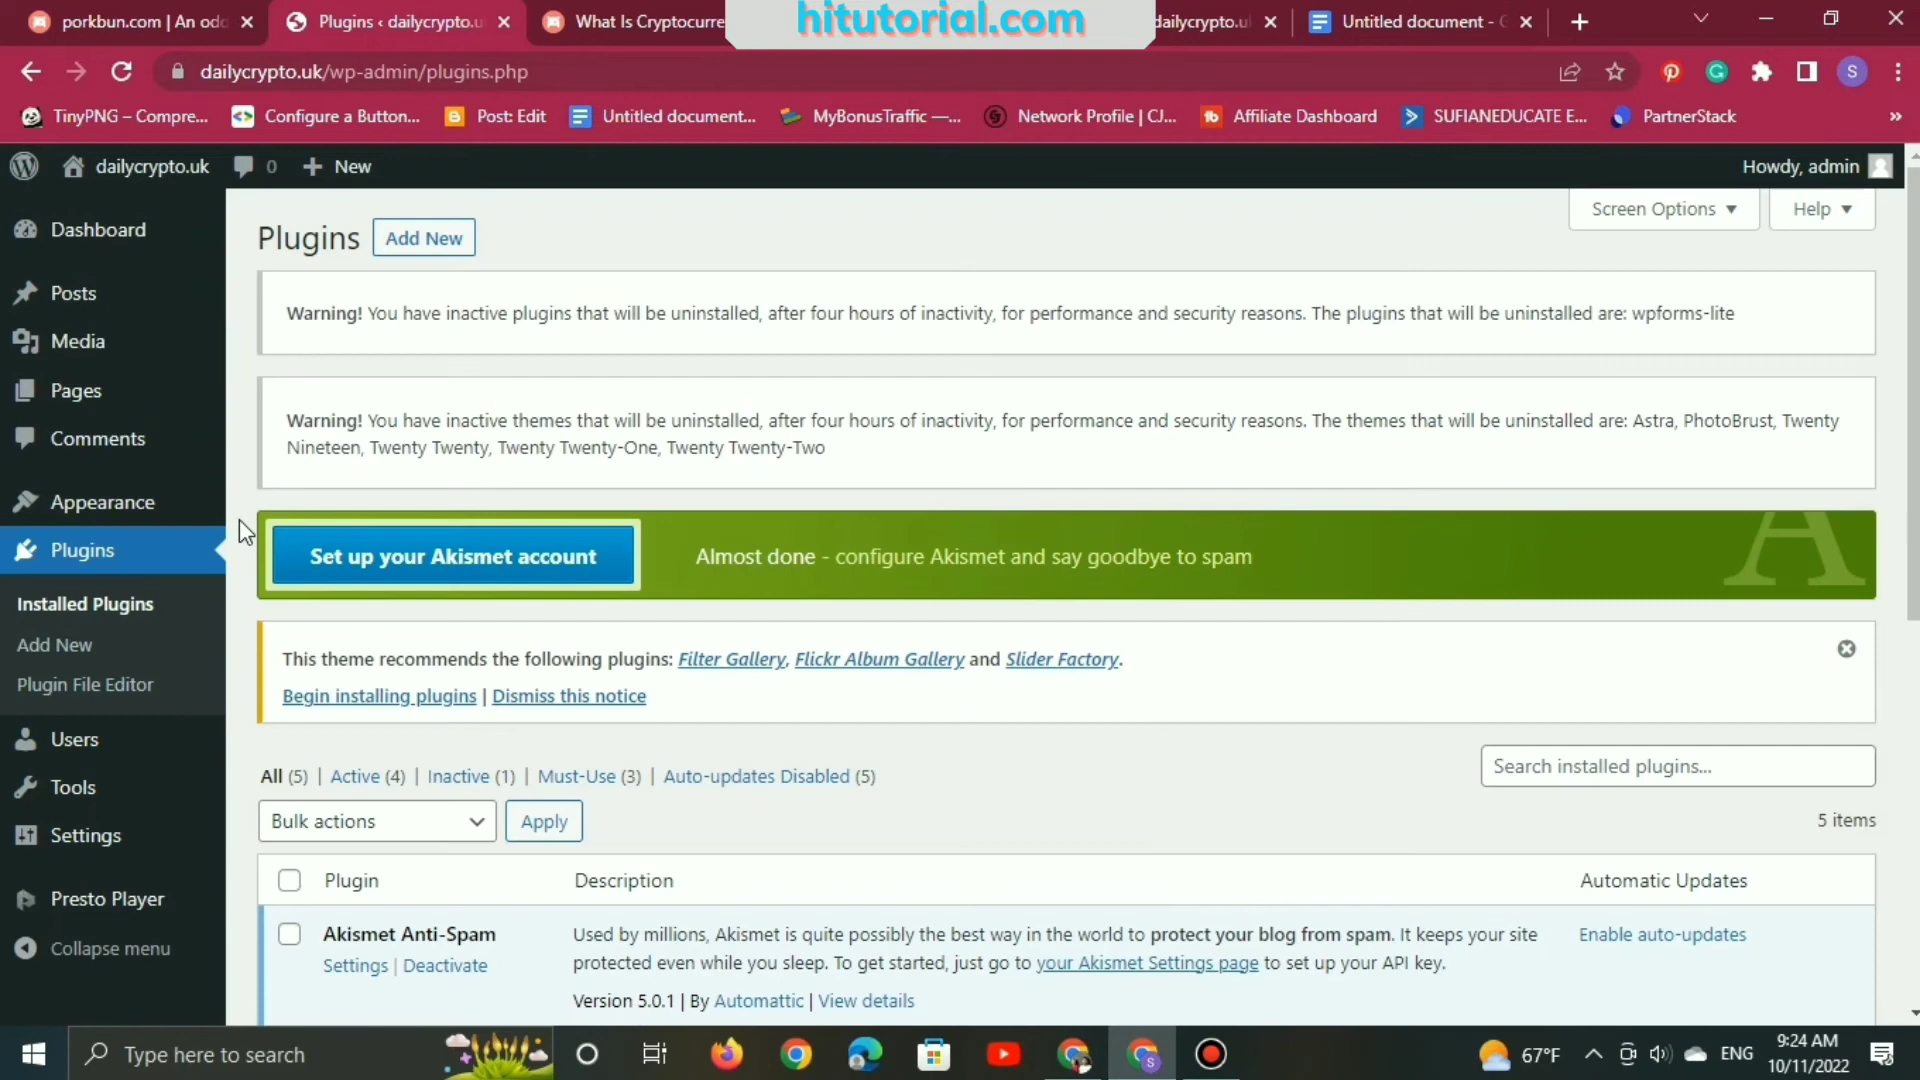 porkbun.com | An odd
Plugins ‹ dailycrypto.u
What Is Cryptocurre
hitutorial.com
dailycrypto.ul
Untitled document - G
dailycrypto.uk/wp-admin/plugins.php
S
TinyPNG – Compre...
Configure a Button...
Post: Edit
Untitled document...
MyBonusTraffic —...
Network Profile | CJ...
Affiliate Dashboard
SUFIANEDUCATE E...
PartnerStack
»
dailycrypto.uk
0
New
Howdy, admin
Screen Options
Help
Dashboard
Posts
Media
Pages
Comments
Appearance
Plugins
Installed Plugins
Add New
Plugin File Editor
Users
Tools
Settings
Presto Player
Collapse menu
Plugins
Add New
Warning! You have inactive plugins that will be uninstalled, after four hours of inactivity, for performance and security reasons. The plugins that will be uninstalled are: wpforms-lite
Warning! You have inactive themes that will be uninstalled, after four hours of inactivity, for performance and security reasons. The themes that will be uninstalled are: Astra, PhotoBrust, Twenty
Nineteen, Twenty Twenty, Twenty Twenty-One, Twenty Twenty-Two
Set up your Akismet account
Almost done - configure Akismet and say goodbye to spam
A
This theme recommends the following plugins: Filter Gallery, Flickr Album Gallery and Slider Factory.
Begin installing plugins | Dismiss this notice
All (5) | Active (4) | Inactive (1) | Must-Use (3) | Auto-updates Disabled (5)
Search installed plugins...
Bulk actions
Apply
5 items
Plugin
Description
Automatic Updates
Akismet Anti-Spam
Settings | Deactivate
Used by millions, Akismet is quite possibly the best way in the world to protect your blog from spam. It keeps your site
protected even while you sleep. To get started, just go to your Akismet Settings page to set up your API key.
Version 5.0.1 | By Automattic | View details
Enable auto-updates
Type here to search
67°F
ENG
9:24 AM
10/11/2022